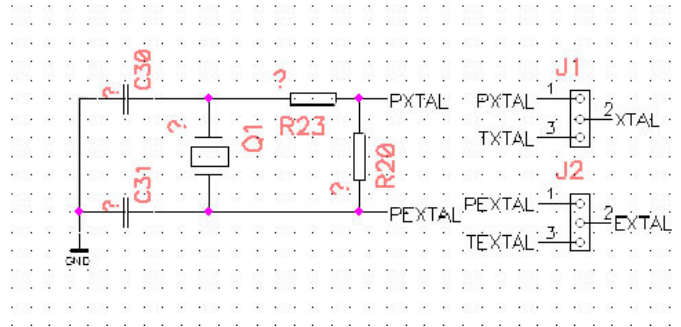 ?
C30
?
Q1
?
R23
PXTAL
?
R20
?
C31
PEXTAL
GND
J1
PXTAL 1
2 XTAL
TXTAL 3
J2
PEXTAL 1
2 EXTAL
TEXTAL 3